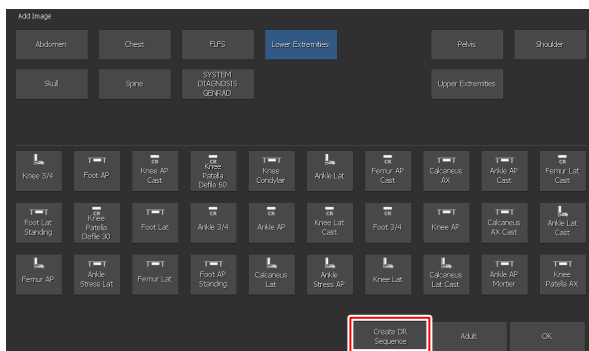 Add Image
Abdomen
Chest
FLFS
Lower Extremities
Pelvis
Shoulder
Skull
Spine
SYSTEM
DIAGNOSIS
GENRAD
Upper Extremities
Knee 3/4
T T
Foot AP
CR
Knee AP
Cast
CR
Knee
Patella
Defile 60
T T
Knee
Condylar
Ankle Lat
CR
Femur AP
Cast
T T
Calcaneus
AX
T T
Ankle AP
Cast
CR
Femur Lat
Cast
T T
Foot Lat
Standing
CR
Knee
Patella
Defile 30
T T
Foot Lat
CR
Ankle 3/4
CR
Ankle AP
CR
Knee Lat
Cast
CR
Foot 3/4
T T
Knee AP
T T
Calcaneus
AX Cast
Ankle Lat
Cast
Femur AP
T T
Ankle
Stress Lat
T T
Femur Lat
T T
Foot AP
Standing
Calcaneus
Lat
Ankle
Stress AP
Knee Lat
Calcaneus
Lat Cast
T T
Ankle AP
Mortier
T T
Knee
Patella AX
Create DR
Sequence
Adult
OK